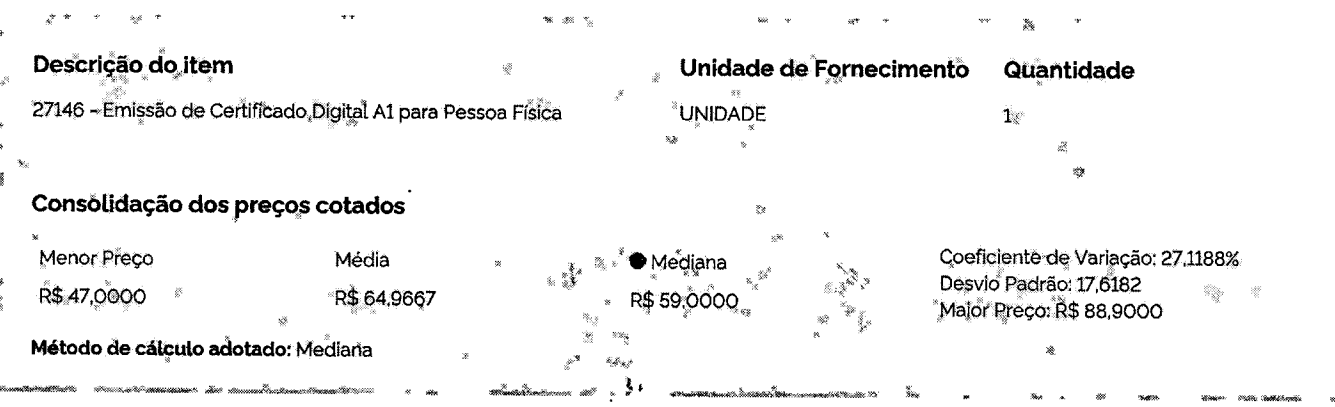 Descrição do item
Unidade de Fornecimento
Quantidade
27146 - Emissão de Certificado Digital A1 para Pessoa Física
UNIDADE
1
Consolidação dos preços cotados
Menor Preço
Média
Mediana
Coeficiente de Variação: 27,1188%
R$ 47,0000
R$ 64,9667
R$ 59,0000
Desvio Padrão: 17,6182
Maior Preço: R$ 88,9000
Método de cálculo adotado: Mediana